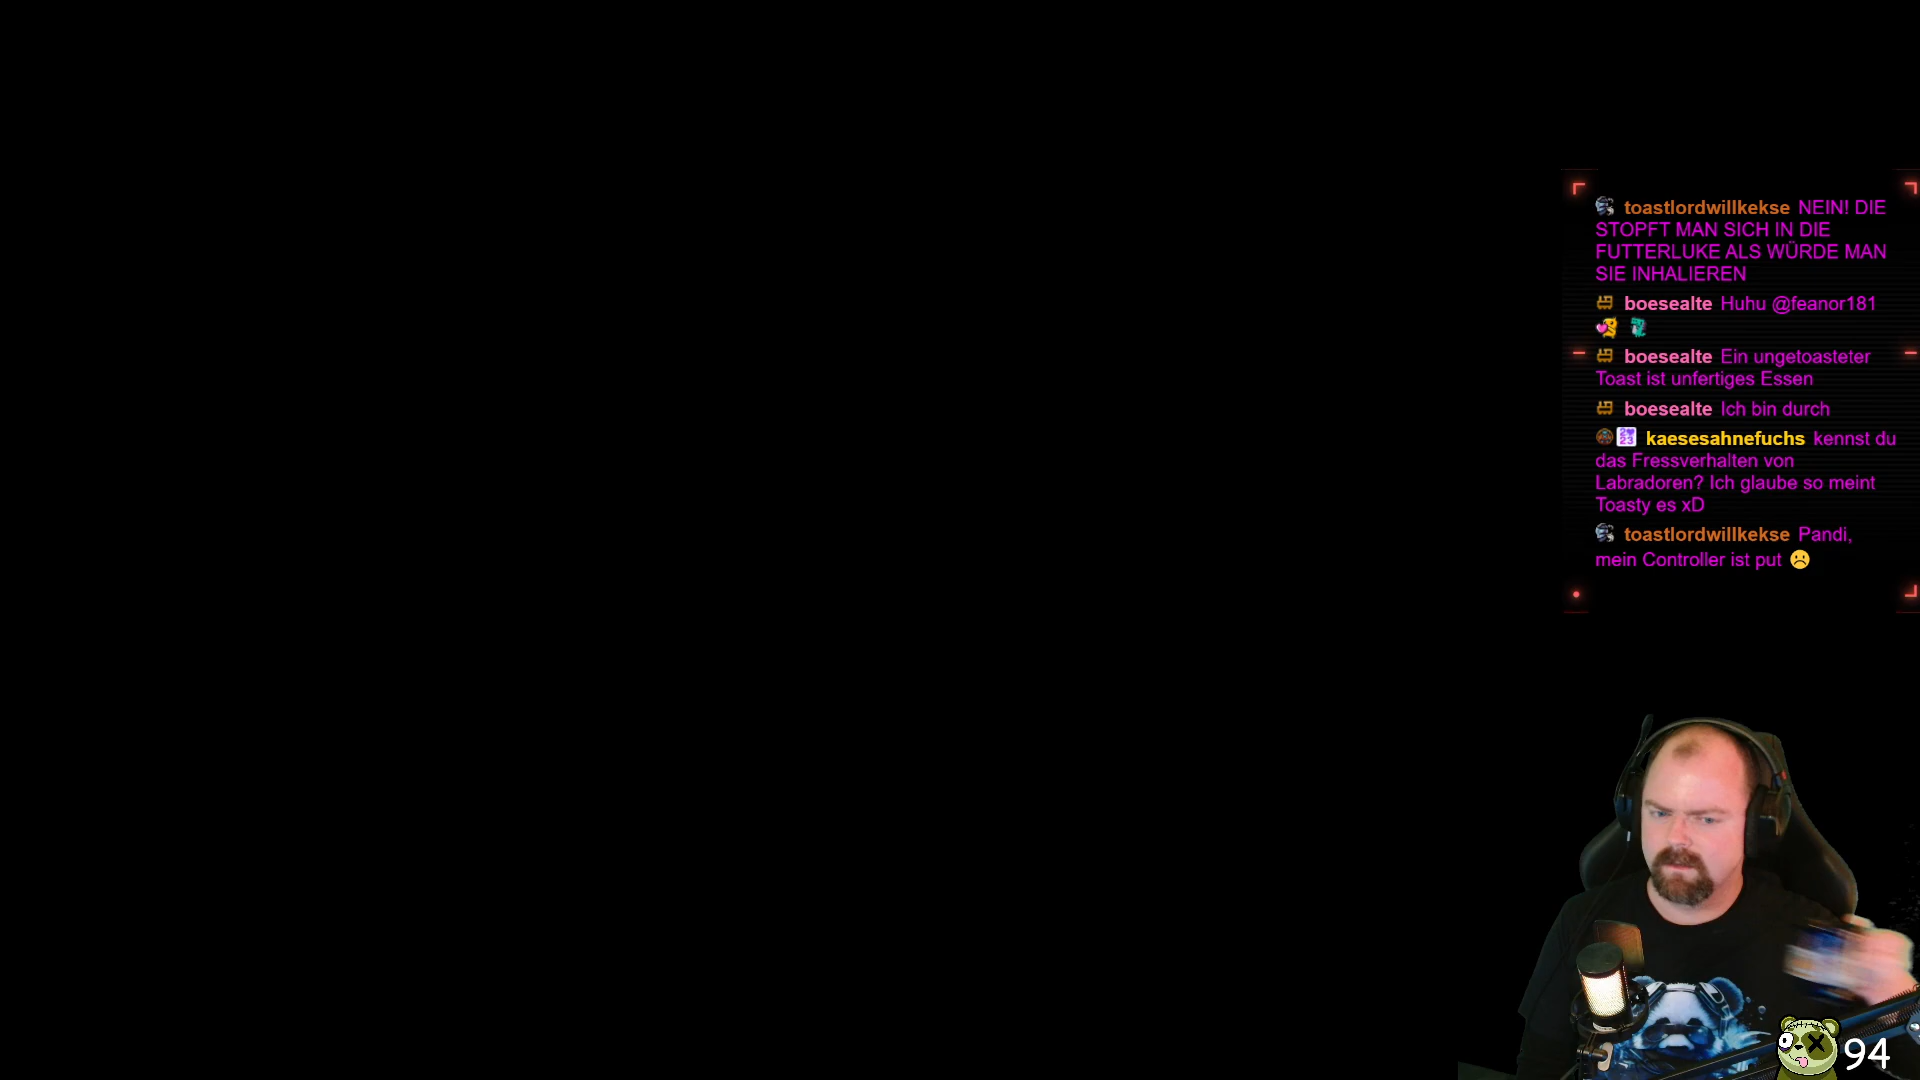 toastlordwillkekse NEIN! DIE
STOPFT MAN SICH IN DIE
FUTTERLUKE ALS WÜRDE MAN
SIE INHALIEREN
boesealte Huhu @feanor181
boesealte Ein ungetoasteter
Toast ist unfertiges Essen
boesealte Ich bin durch
kaesesahnefuchs kennst du
das Fressverhalten von
Labradoren? Ich glaube so meint
Toasty es xD
toastlordwillkekse Pandi,
mein Controller ist put ☹️
94